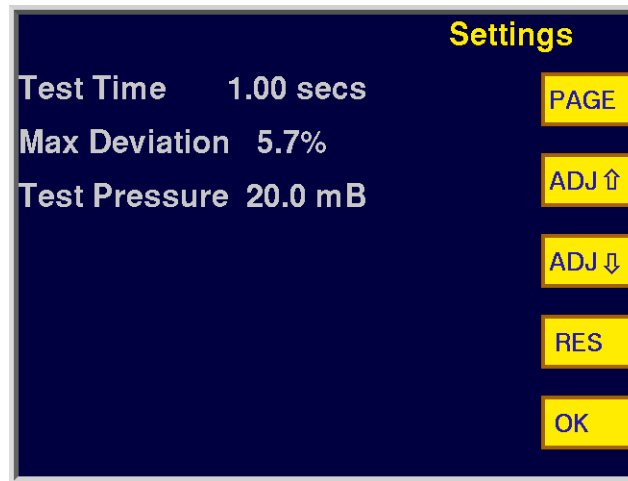 Settings
Test Time 1.00 secs
PAGE
Max Deviation 5.7%
ADJ⇧
Test Pressure 20.0 mB
ADJ⇩
RES
OK